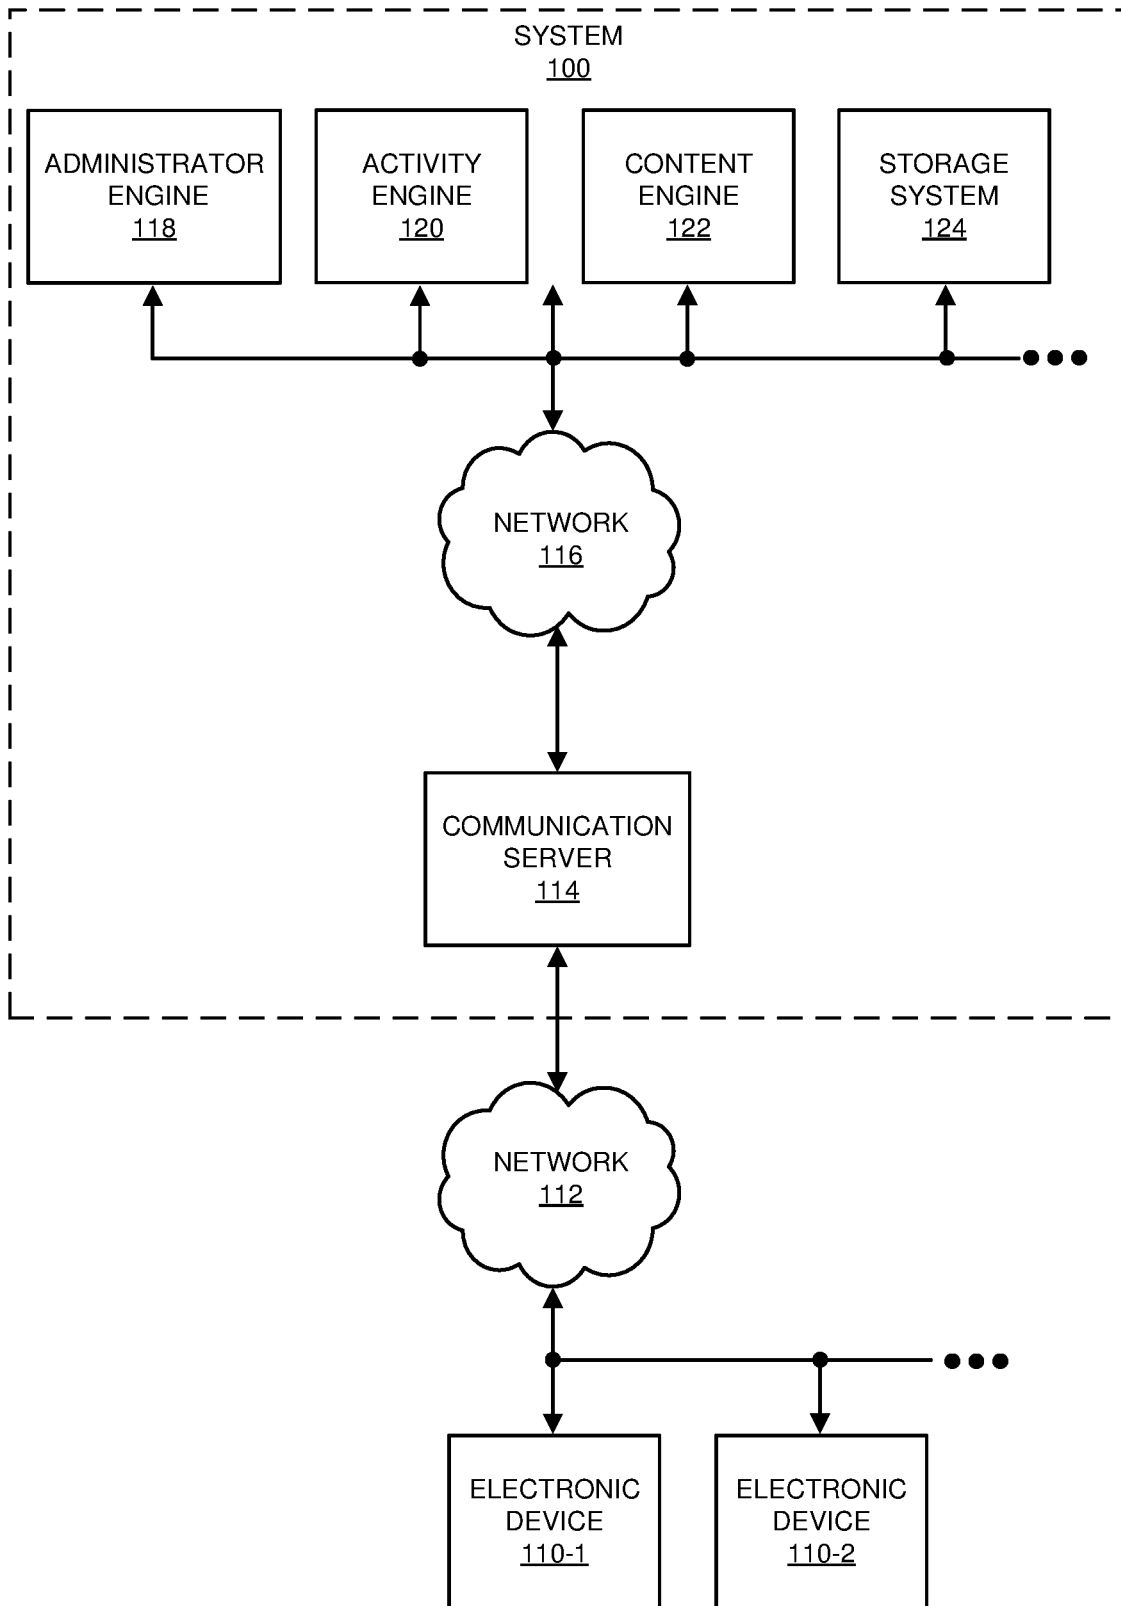 SYSTEM
100
ADMINISTRATOR
ENGINE
118
ACTIVITY
ENGINE
120
CONTENT
ENGINE
122
STORAGE
SYSTEM
124
NETWORK
116
COMMUNICATION
SERVER
114
NETWORK
112
ELECTRONIC
DEVICE
110-1
ELECTRONIC
DEVICE
110-2